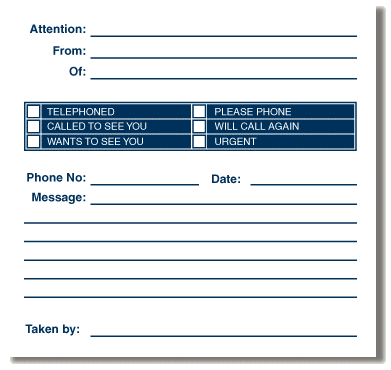 Attention:
From:
Of:
TELEPHONED PLEASE PHONE
CALLED TO SEE YOU WILL CALL AGAIN
WANTS TO SEE YOU URGENT
Phone No: Date:
Message:
Taken by: